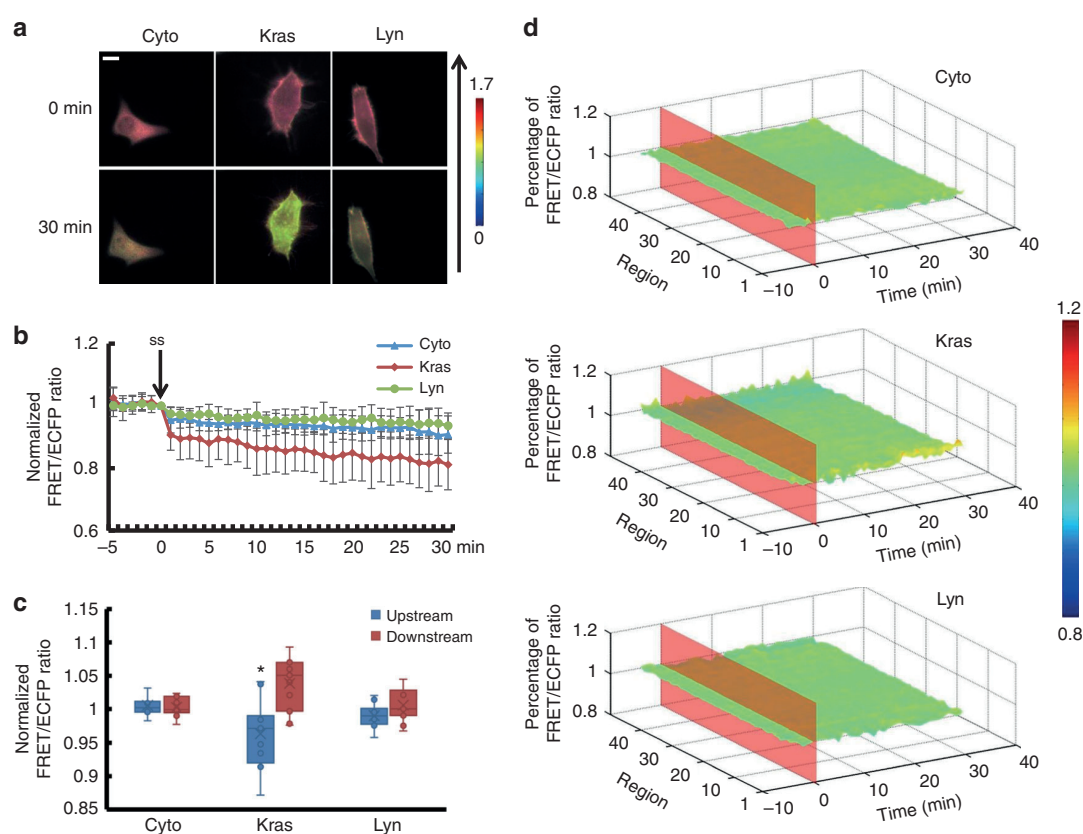 a
Cyto Kras Lyn
0 min
30 min
1.7
0
b
ss
Normalized
FRET/ECFP ratio
1.2
1
0.8
0.6
–5 0 5 10 15 20 25 30 min
Cyto
Kras
Lyn
c
Normalized
FRET/ECFP ratio
1.15
1.1
1.05
1
0.95
0.9
0.85
Upstream
Downstream
*
Cyto Kras Lyn
d
Cyto
Percentage of
FRET/ECFP ratio
1.2
1
0.8
40
30
20
10
1
Region
–10
0
10
20
30
40
Time (min)
Kras
Percentage of
FRET/ECFP ratio
1.2
1
0.8
40
30
20
10
1
Region
–10
0
10
20
30
40
Time (min)
Lyn
Percentage of
FRET/ECFP ratio
1.2
1
0.8
40
30
20
10
1
Region
–10
0
10
20
30
40
Time (min)
1.2
0.8